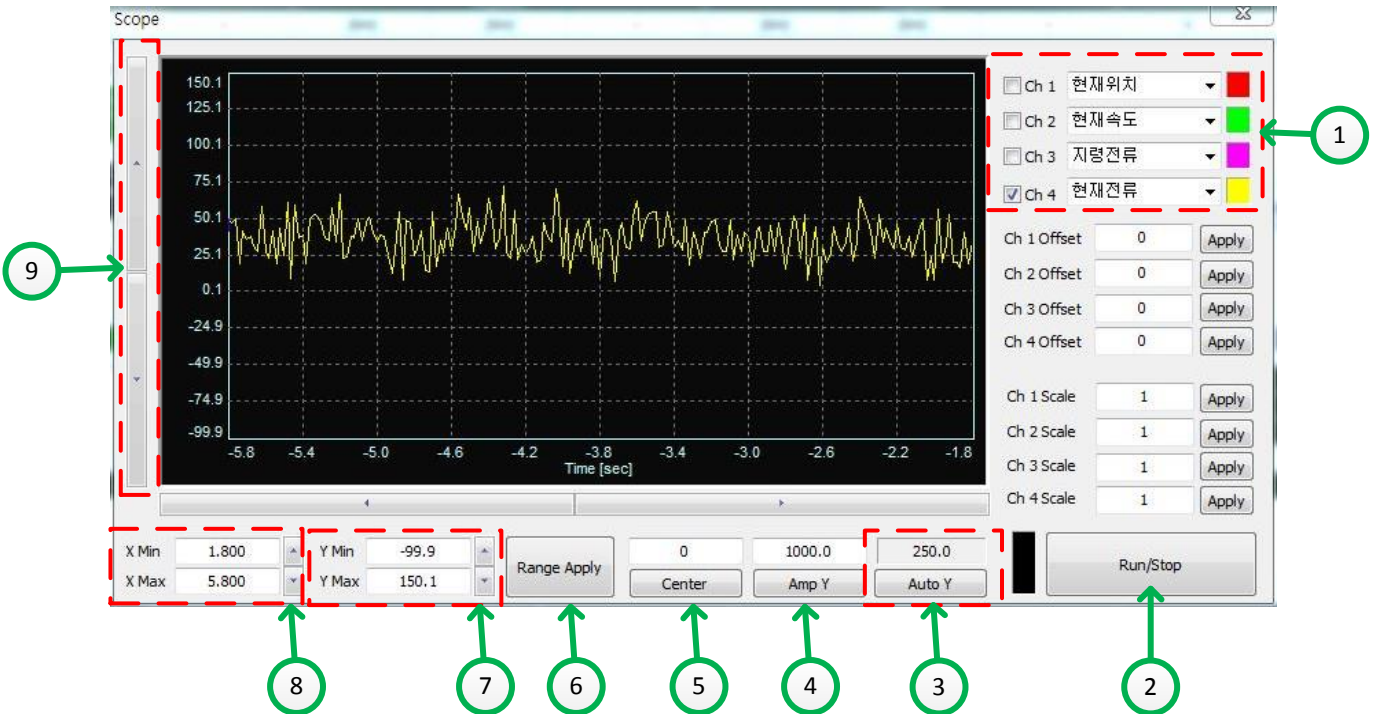 Scope
150.1
125.1
100.1
75.1
50.1
25.1
0.1
-24.9
-49.9
-74.9
-99.9
-5.8 -5.4 -5.0 -4.6 -4.2 -3.8 -3.4 -3.0 -2.6 -2.2 -1.8
Time [sec]
Ch 1 현재위치
Ch 2 현재속도
Ch 3 지령전류
Ch 4 현재전류
1
Ch 1 Offset 0 Apply
Ch 2 Offset 0 Apply
Ch 3 Offset 0 Apply
Ch 4 Offset 0 Apply
Ch 1 Scale 1 Apply
Ch 2 Scale 1 Apply
Ch 3 Scale 1 Apply
Ch 4 Scale 1 Apply
9
X Min 1.800 Y Min -99.9 Range Apply 0 1000.0 250.0 Run/Stop
X Max 5.800 Y Max 150.1 Center Amp Y Auto Y
8 7 6 5 4 3 2